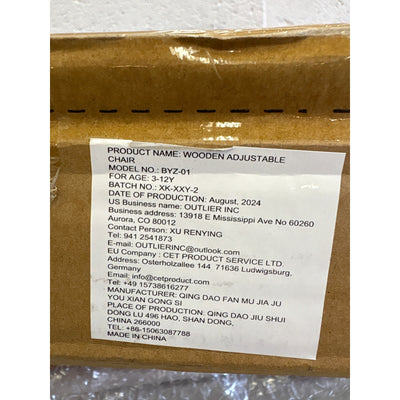 PRODUCT NAME: WOODEN ADJUSTABLE
CHAIR
MODEL NO.: BYZ-01
FOR AGE: 3-12Y
BATCH NO.: XK-XXY-2
DATE OF PRODUCTION: August, 2024
US Business name: OUTLIER INC
Business address: 13918 E Mississippi Ave No 60260
Aurora, CO 80012
Contact Person: XU RENYING
Tel: 941 2541873
E-mail: OUTLIERINC@outlook.com
EU Company : CET PRODUCT SERVICE LTD.
Address: Osterholzallee 144 71636 Ludwigsburg,
Germany
Email: info@cetproduct.com
Tel: +49 15738616277
MANUFACTURER: QING DAO FAN MU JIA JU
YOU XIAN GONG SI
PLACE OF PRODUCTION: QING DAO JIU SHUI
DONG LU 496 HAO, SHAN DONG,
CHINA 266000
TEL: +86-15063087788
MADE IN CHINA